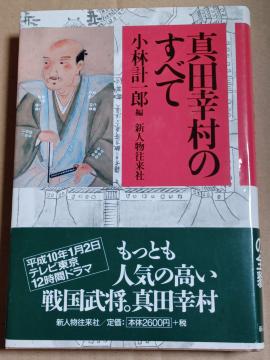 真田幸村の
すべて
小林計一郎 編
新人物往来社
平成10年1月2日
テレビ東京
12時間ドラマ
もっとも
人気の高い
戦国武将。真田幸村
新人物往来社/定価:本体2600円+税